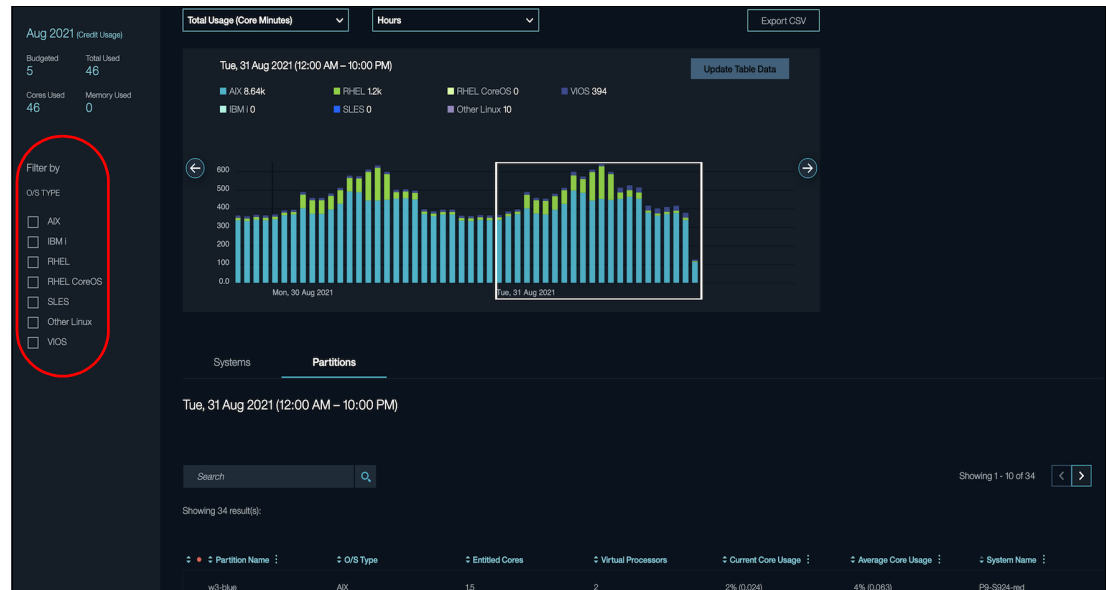 Aug 2021 (Credit Usage)
Budgeted Total Used
5 46
Cores Used Memory Used
46 0
Filter by
O/S TYPE
AIX
IBM i
RHEL
RHEL CoreOS
SLES
Other Linux
VIOS
Total Usage (Core Minutes) Hours Export CSV
Tue, 31 Aug 2021 (12:00 AM – 10:00 PM) Update Table Data
AIX 8.64k RHEL 1.2k RHEL CoreOS 0 VIOS 394
IBM i 0 SLES 0 Other Linux 10
600
500
400
300
200
100
0.0
Mon, 30 Aug 2021 Tue, 31 Aug 2021
Systems Partitions
Tue, 31 Aug 2021 (12:00 AM – 10:00 PM)
Search Showing 1 - 10 of 34
Showing 34 result(s):
Partition Name O/S Type Entitled Cores Virtual Processors Current Core Usage Average Core Usage System Name
w3-blue AIX 1.5 2 2% (0.024) 4% (0.063) P9-S924-red